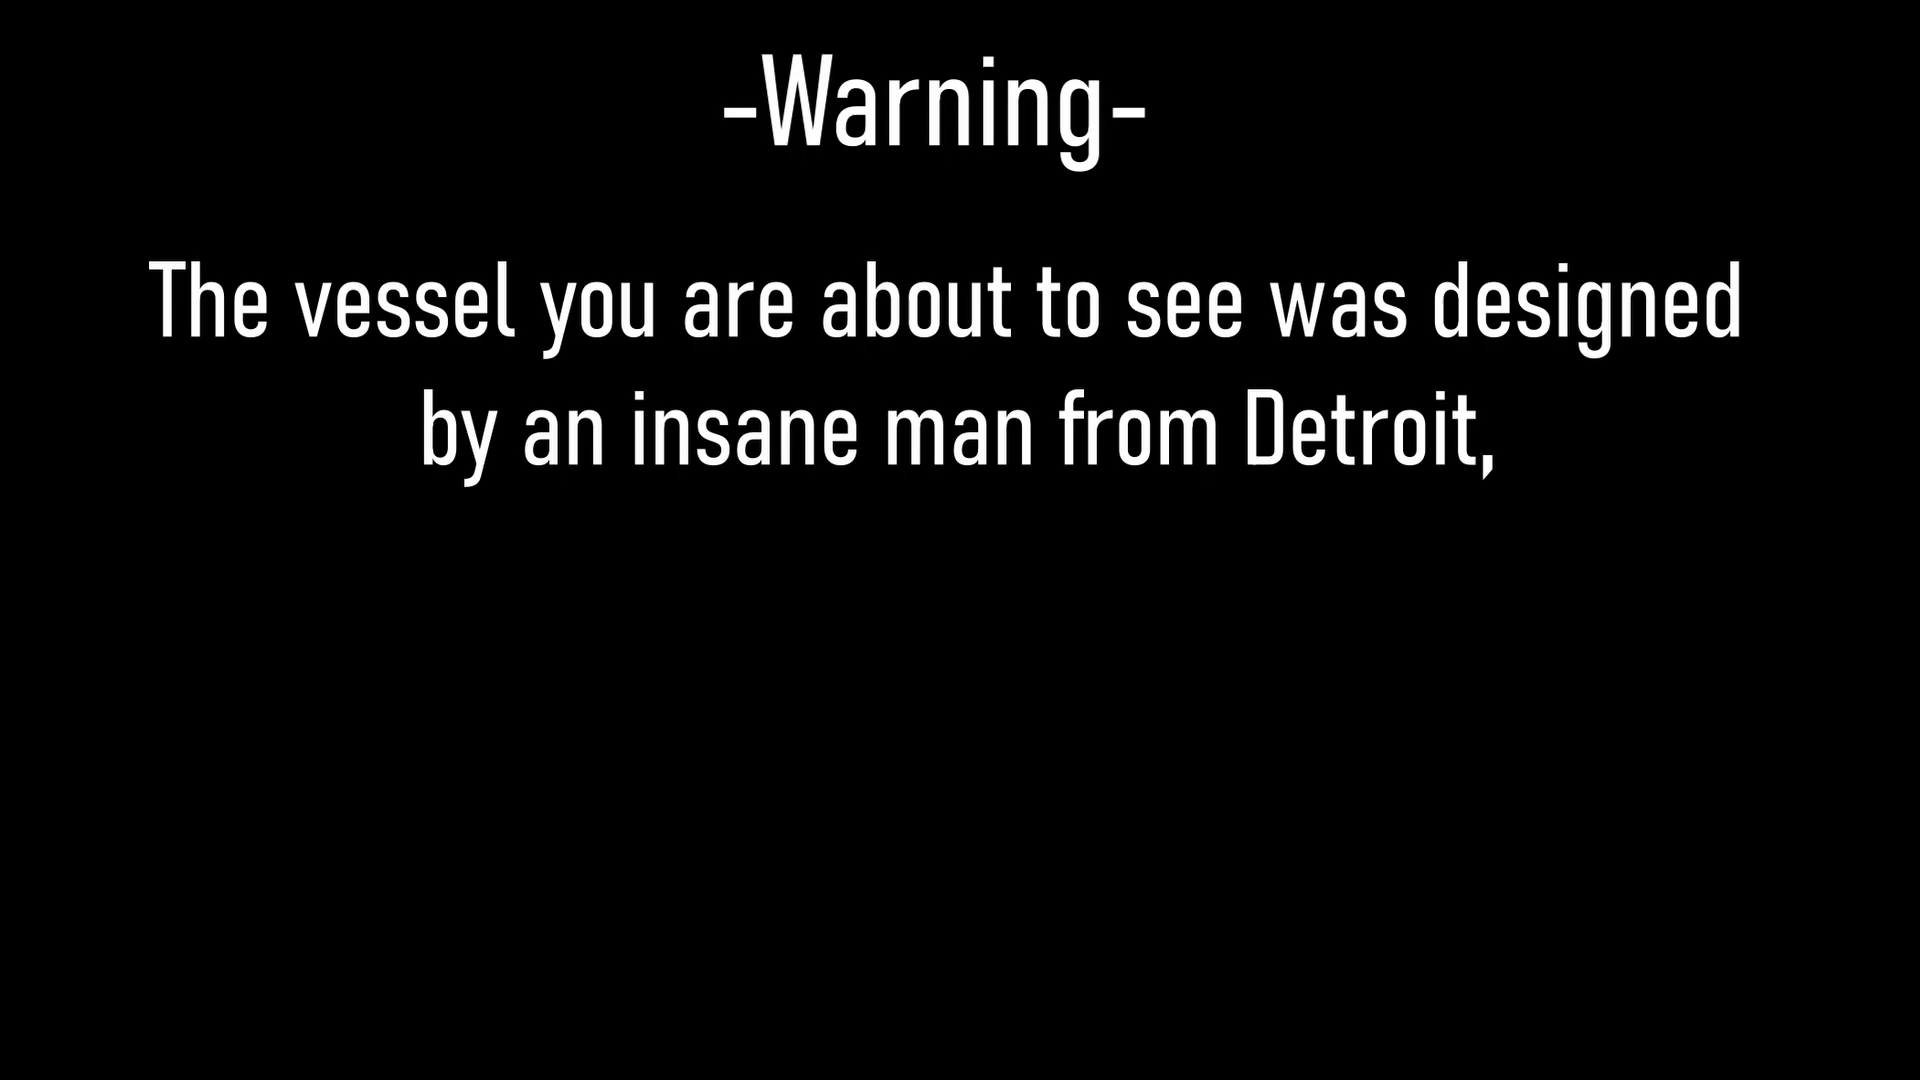 -Warning-
The vessel you are about to see was designed
by an insane man from Detroit,